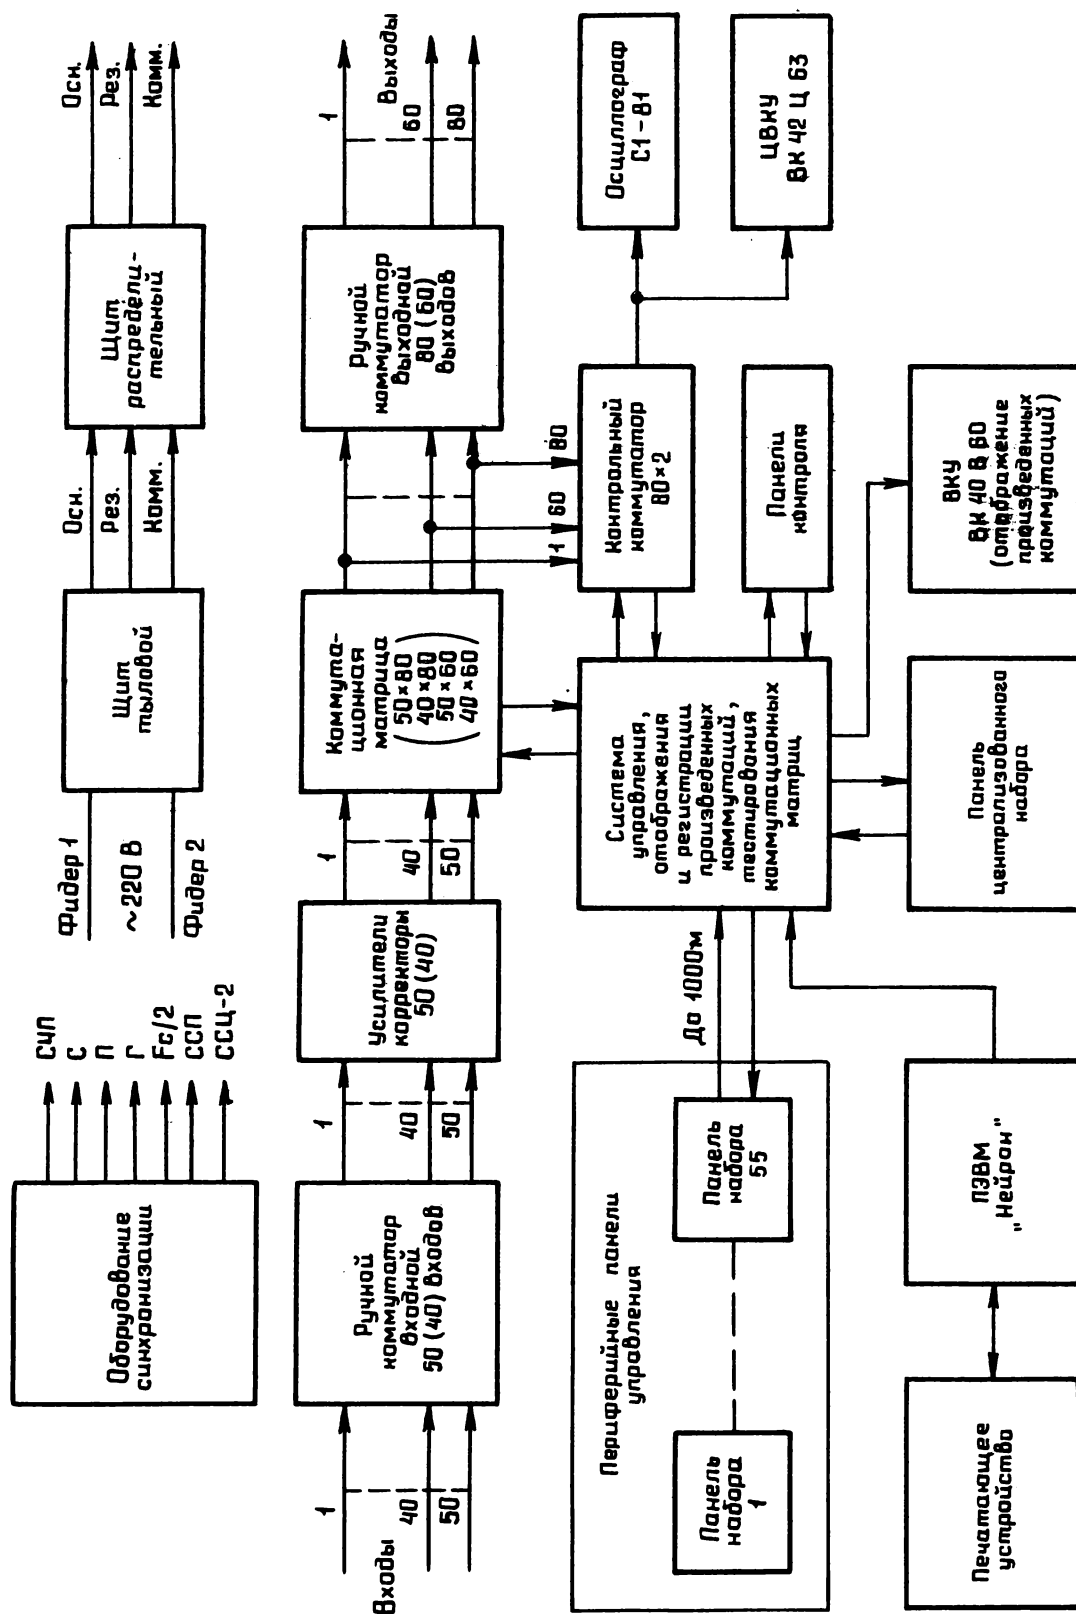 Оборудование
синхронизации
СЧП
С
П
Г
Fc/2
ССП
ССЦ-2
Фидер 1
~220 В
Фидер 2
Щит
тыловой
Осн.
Рез.
Комм.
Щит
распредели-
тельный
Осн.
Рез.
Комм.
Входы
1
40
50
Ручной
коммутатор
входной
50 (40) входов
1
40
50
Усилители
корректоры
50 (40)
1
40
50
Коммута-
ционная
матрица
50×80
40×80
50×60
40×60
Ручной
коммутатор
выходной
80 (60)
выходов
1
60
80
Выходы
1
60
80
Контрольный
коммутатор
80×2
Осциллограф
С1-81
ЦВКУ
ВК 42 Ц 63
Панели
контроля
Система
управления,
отображения
и регистрации
произведенных
коммутаций,
тестирования
коммутационных
матриц
До 1000м
Периферийные панели
управления
Панель
набора
1
Панель
набора
55
Печатающее
устройство
ПЭВМ
"Нейрон"
Панель
централизованного
набора
ВКУ
ВК 40 В 60
(отображение
произведенных
коммутаций)